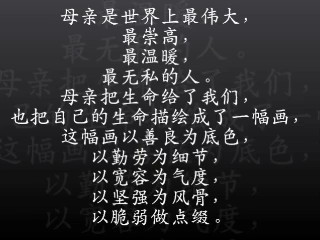 母亲是世界上最伟大，
最崇高，
最温暖，
最无私的人。
母亲把生命给了我们，
也把自己的生命描绘成了一幅画，
这幅画以善良为底色，
以勤劳为细节，
以宽容为气度，
以坚强为风骨，
以脆弱做点缀。